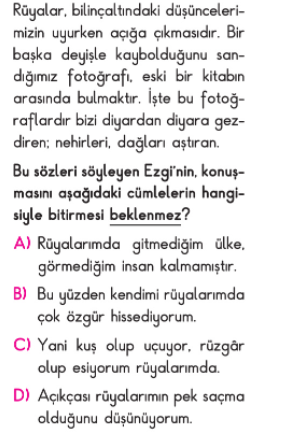 Rüyalar, bilinçaltındaki düşünceleri-
mizin uyurken açığa çıkmasıdır. Bir
başka deyişle kaybolduğunu san-
dığımız fotoğrafı, eski bir kitabın
arasında bulmaktır. İşte bu fotoğ-
raflardır bizi diyardan diyara gez-
diren; nehirleri, dağları aştıran.
Bu sözleri söyleyen Ezgi'nin, konuş-
masını aşağıdaki cümlelerin hangi-
siyle bitirmesi beklenmez?
A) Rüyalarımda gitmediğim ülke,
görmediğim insan kalmamıştır.
B) Bu yüzden kendimi rüyalarımda
çok özgür hissediyorum.
C) Yani kuş olup uçuyor, rüzgâr
olup esiyorum rüyalarımda.
D) Açıkçası rüyalarımın pek saçma
olduğunu düşünüyorum.